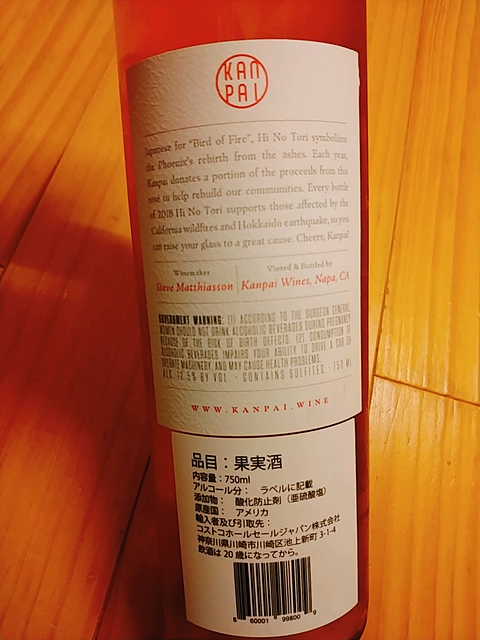 KAN
PAI
Japanese for "Bird of Fire", Hi No Tori symbolizes
the Phoenix's rebirth from the ashes. Each year,
Kanpai donates a portion of the proceeds from this
rosé to help rebuild our communities. Every bottle
of 2018 Hi No Tori supports those affected by the
California wildfires and Hokkaido earthquake, so you
can raise your glass to a great cause. Cheers, Kanpai!
Winemaker
Steve Matthiasson
Vinted & Bottled by
Kanpai Wines, Napa, CA
GOVERNMENT WARNING: (1) ACCORDING TO THE SURGEON GENERAL,
WOMEN SHOULD NOT DRINK ALCOHOLIC BEVERAGES DURING PREGNANCY
BECAUSE OF THE RISK OF BIRTH DEFECTS. (2) CONSUMPTION OF
ALCOHOLIC BEVERAGES IMPAIRS YOUR ABILITY TO DRIVE A CAR OR
OPERATE MACHINERY, AND MAY CAUSE HEALTH PROBLEMS.
ALC. 12.5% BY VOL · CONTAINS SULFITES · 750 ML
WWW.KANPAI.WINE
品目：果実酒
内容量：750ml
アルコール分： ラベルに記載
添加物： 酸化防止剤（亜硫酸塩）
原産国： アメリカ
輸入者及び引取先：
コストコホールセールジャパン株式会社
神奈川県川崎市川崎区池上新町 3-1-4
飲酒は 20 歳になってから。
8 60001 99800 9